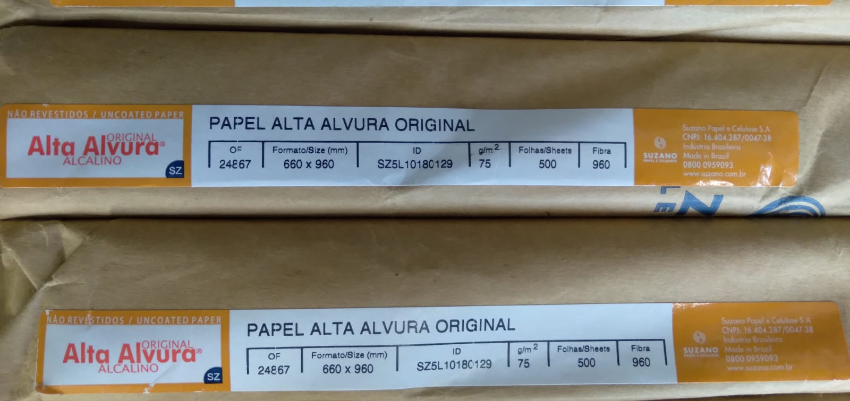 NÃO REVESTIDOS / UNCOATED PAPER
ORIGINAL
Alta Alvura®
ALCALINO
SZ
PAPEL ALTA ALVURA ORIGINAL
OF Formato/Size (mm) ID g/m² Folhas/Sheets Fibra
24867 660 x 960 SZ5L10180129 75 500 960
SUZANO
Suzano Papel e Celulose S.A
CNPJ: 16.404.287/0047-38
Indústria Brasileira
Made in Brazil
0800 0959093
www.suzano.com.br
NÃO REVESTIDOS / UNCOATED PAPER
ORIGINAL
Alta Alvura®
ALCALINO
SZ
PAPEL ALTA ALVURA ORIGINAL
OF Formato/Size (mm) ID g/m² Folhas/Sheets Fibra
24867 660 x 960 SZ5L10180129 75 500 960
SUZANO
Suzano Papel e Celulose S.A
CNPJ: 16.404.287/0047-38
Indústria Brasileira
Made in Brazil
0800 0959093
www.suzano.com.br